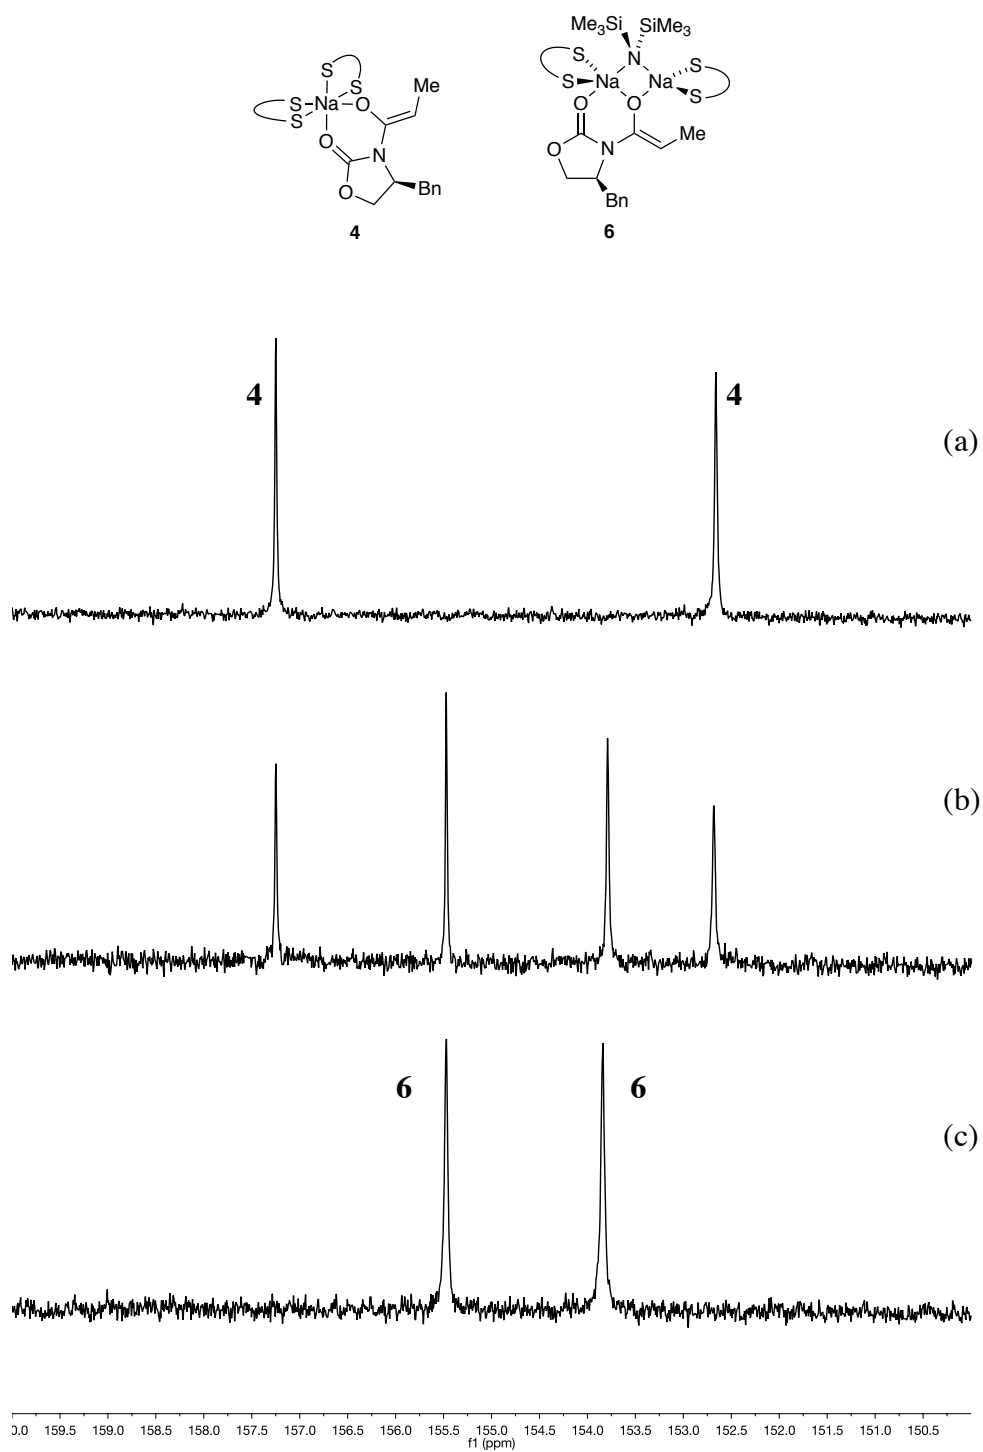 Me₃Si SiMe₃
S N
S Me S Na Na S
S S
S Na O O O Me
S
O N O N
O Bn Bn
4 6
4 4
(a)
(b)
6 6
(c)
0.0 159.5 159.0 158.5 158.0 157.5 157.0 156.5 156.0 155.5 155.0 154.5 154.0 153.5 153.0 152.5 152.0 151.5 151.0 150.5
f1 (ppm)